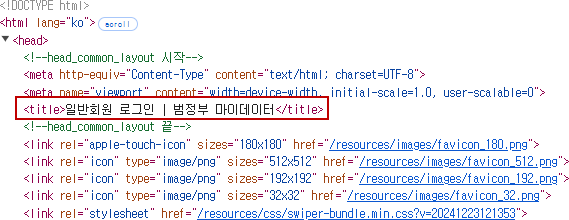 <!DOCTYPE html>
<html lang="ko"> scroll
<head>
<!--head_common_layout 시작-->
<meta http-equiv="Content-Type" content="text/html; charset=UTF-8">
<meta name="viewport" content="width=device-width, initial-scale=1.0, user-scalable=0">
<title>일반회원 로그인 | 범정부 마이데이터</title>
<!--head_common_layout 끝-->
<link rel="apple-touch-icon" sizes="180x180" href="/resources/images/favicon_180.png">
<link rel="icon" type="image/png" sizes="512x512" href="/resources/images/favicon_512.png">
<link rel="icon" type="image/png" sizes="192x192" href="/resources/images/favicon_192.png">
<link rel="icon" type="image/png" sizes="32x32" href="/resources/images/favicon_32.png">
<link rel="stylesheet" href="/resources/css/swiper-bundle.min.css?v=20241223121353">